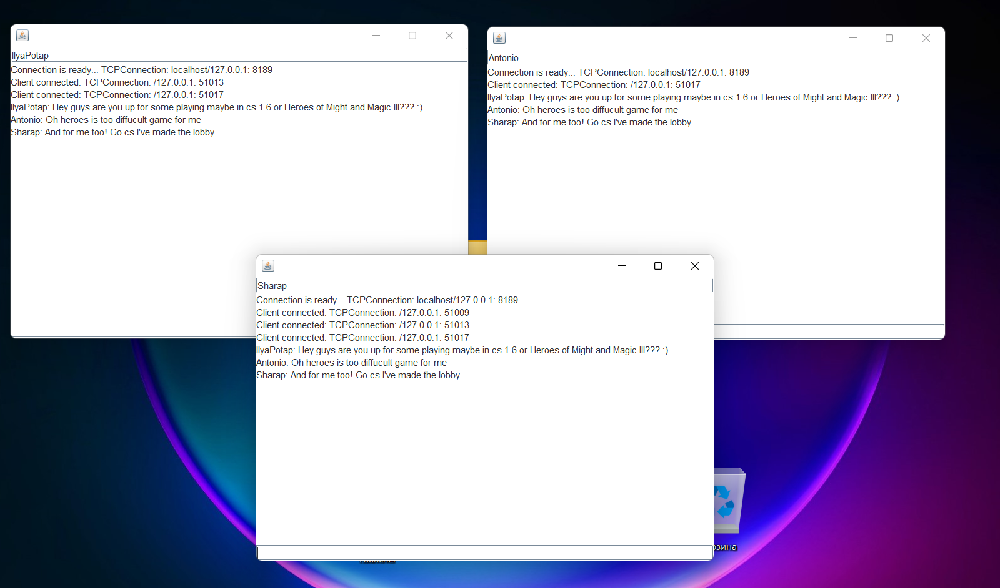 IlyaPotap
Connection is ready... TCPConnection: localhost/127.0.0.1: 8189
Client connected: TCPConnection: /127.0.0.1: 51013
Client connected: TCPConnection: /127.0.0.1: 51017
IlyaPotap: Hey guys are you up for some playing maybe in cs 1.6 or Heroes of Might and Magic III??? :)
Antonio: Oh heroes is too diffucult game for me
Sharap: And for me too! Go cs I've made the lobby
Antonio
Connection is ready... TCPConnection: localhost/127.0.0.1: 8189
Client connected: TCPConnection: /127.0.0.1: 51017
IlyaPotap: Hey guys are you up for some playing maybe in cs 1.6 or Heroes of Might and Magic III??? :)
Antonio: Oh heroes is too diffucult game for me
Sharap: And for me too! Go cs I've made the lobby
Sharap
Connection is ready... TCPConnection: localhost/127.0.0.1: 8189
Client connected: TCPConnection: /127.0.0.1: 51009
Client connected: TCPConnection: /127.0.0.1: 51013
Client connected: TCPConnection: /127.0.0.1: 51017
IlyaPotap: Hey guys are you up for some playing maybe in cs 1.6 or Heroes of Might and Magic III??? :)
Antonio: Oh heroes is too diffucult game for me
Sharap: And for me too! Go cs I've made the lobby